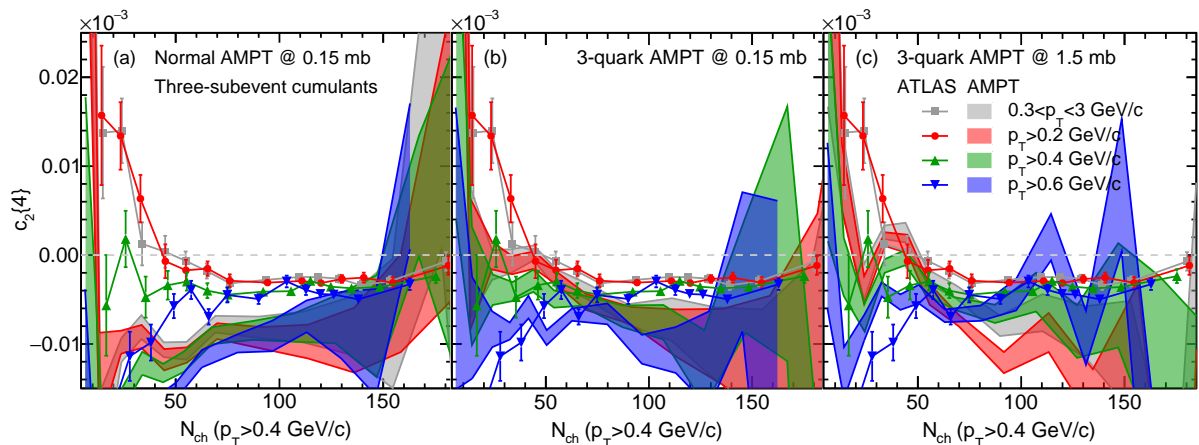 ×10⁻³ ×10⁻³ ×10⁻³
(a) Normal AMPT @ 0.15 mb (b) 3-quark AMPT @ 0.15 mb (c) 3-quark AMPT @ 1.5 mb
Three-subevent cumulants ATLAS AMPT
0.3<p_T<3 GeV/c
p_T>0.2 GeV/c
p_T>0.4 GeV/c
p_T>0.6 GeV/c
c₂{4}
0.02
0.01
0.00
−0.01
50 100 150 50 100 150 50 100 150
N_ch (p_T>0.4 GeV/c) N_ch (p_T>0.4 GeV/c) N_ch (p_T>0.4 GeV/c)